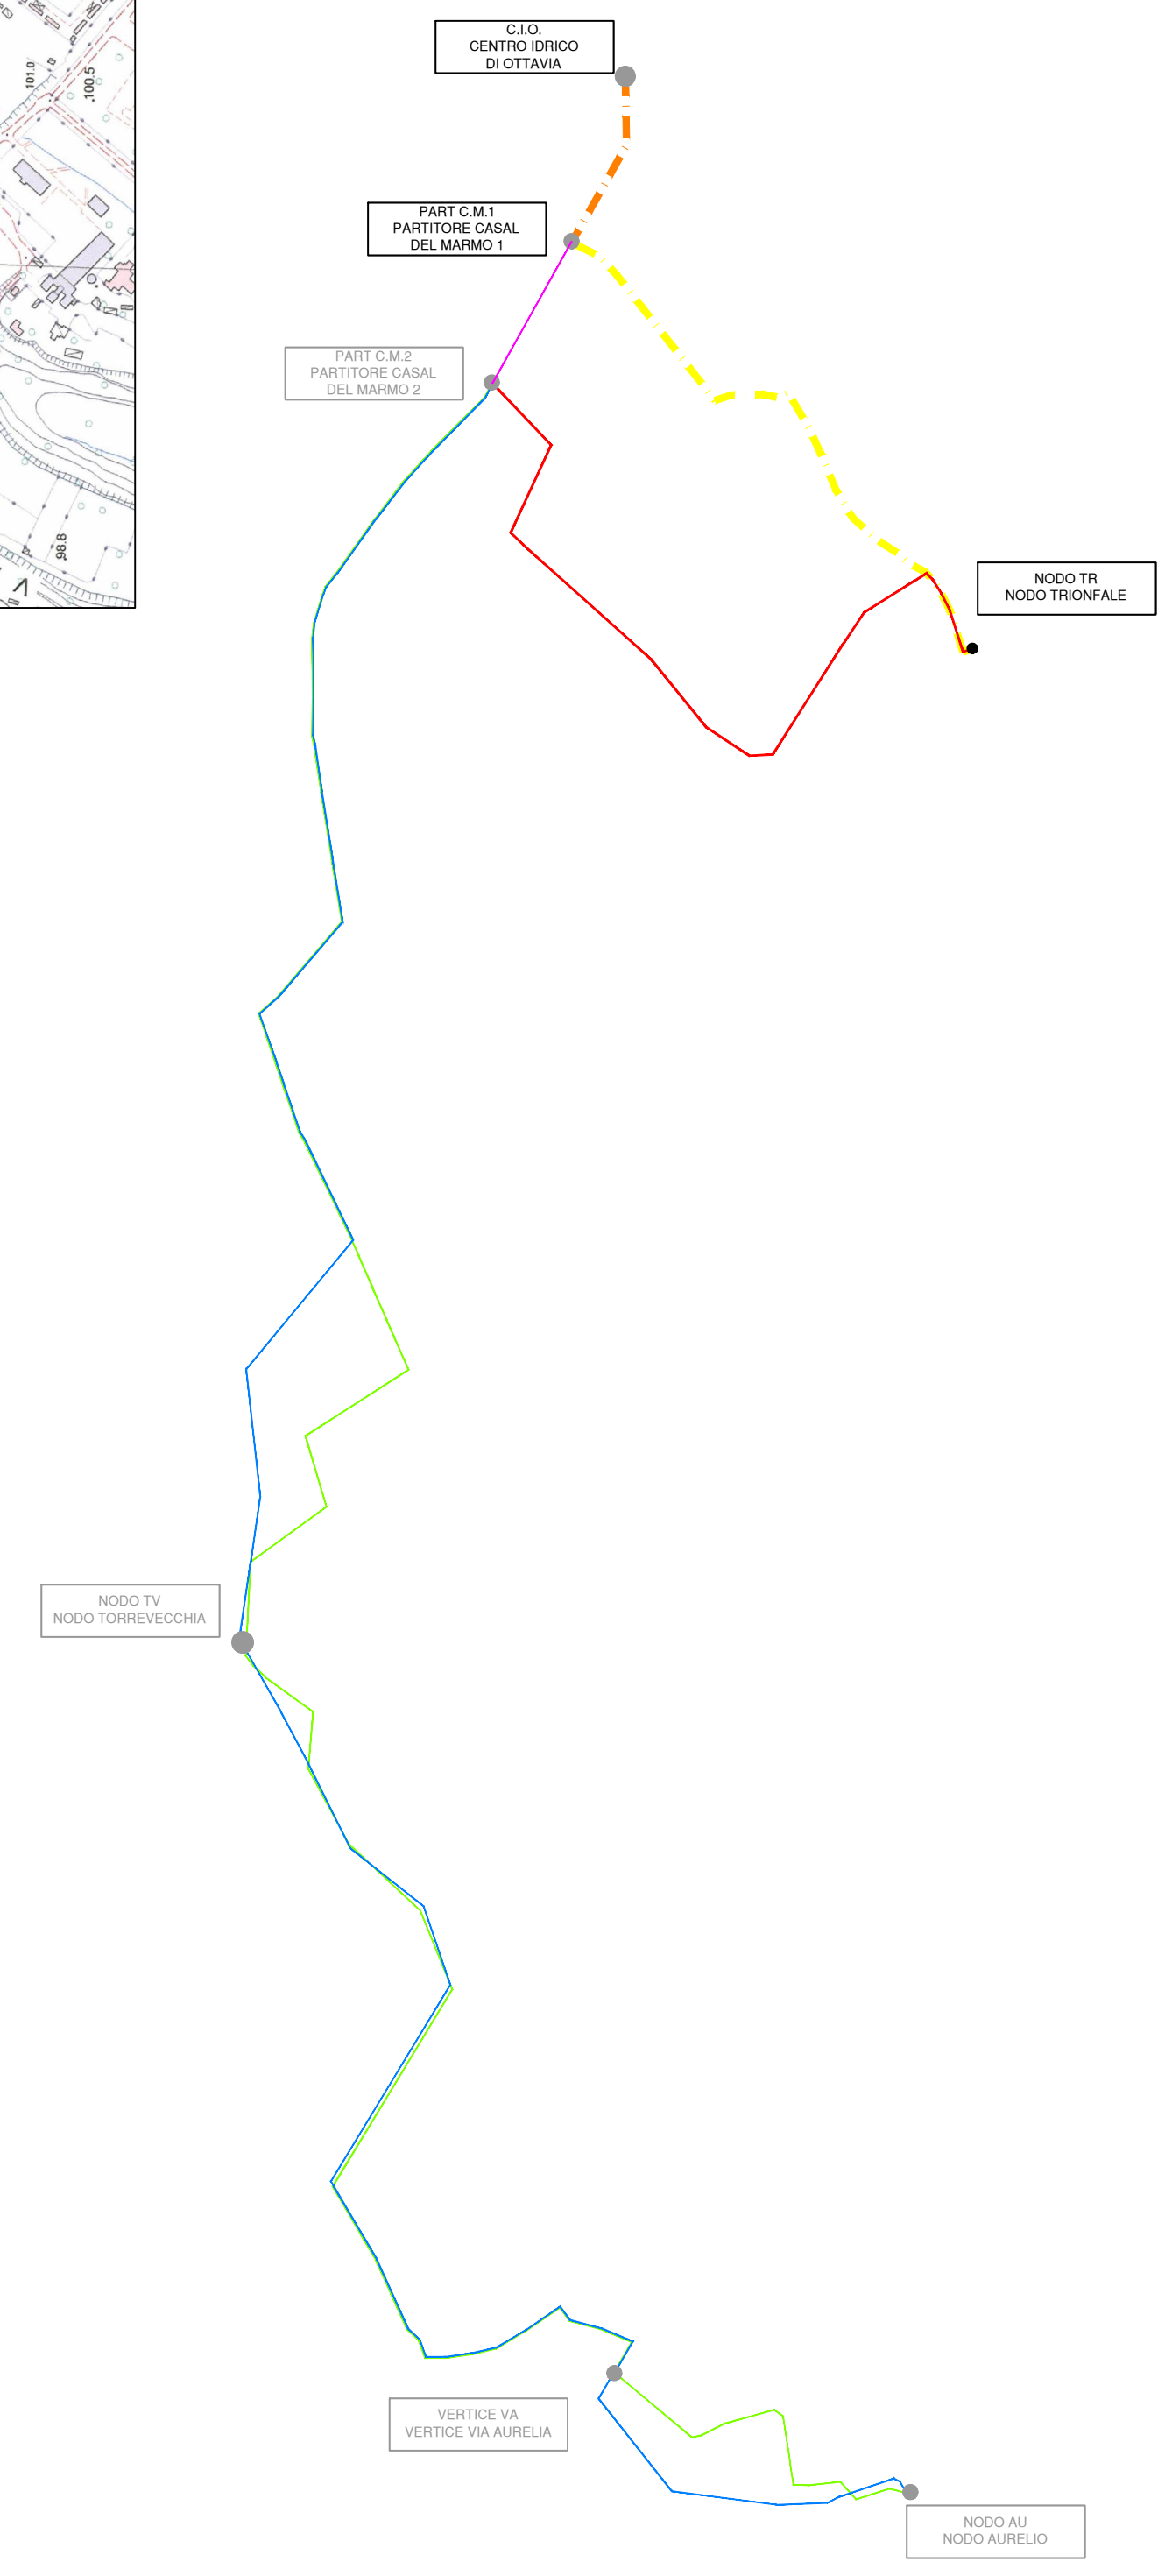 101.0
100.5
98.8
C.I.O.
CENTRO IDRICO
DI OTTAVIA
PART C.M.1
PARTITORE CASAL
DEL MARMO 1
PART C.M.2
PARTITORE CASAL
DEL MARMO 2
NODO TR
NODO TRIONFALE
NODO TV
NODO TORREVECCHIA
VERTICE VA
VERTICE VIA AURELIA
NODO AU
NODO AURELIO